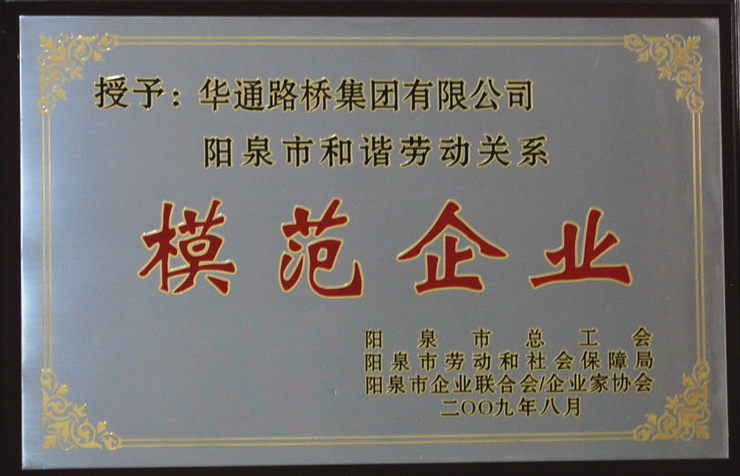 授予：华通路桥集团有限公司
阳泉市和谐劳动关系
模范企业
阳泉市总工会
阳泉市劳动和社会保障局
阳泉市企业联合会/企业家协会
二〇〇九年八月